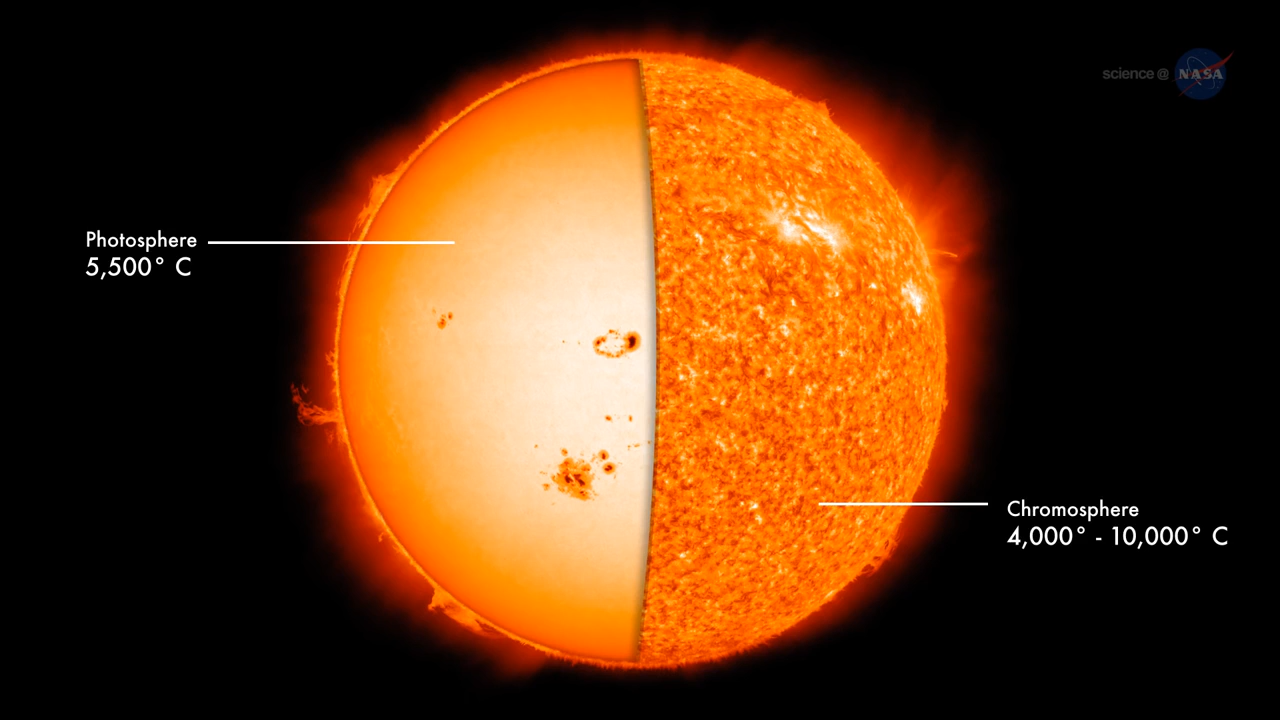 science @ NASA
Photosphere
5,500° C
Chromosphere
4,000° - 10,000° C